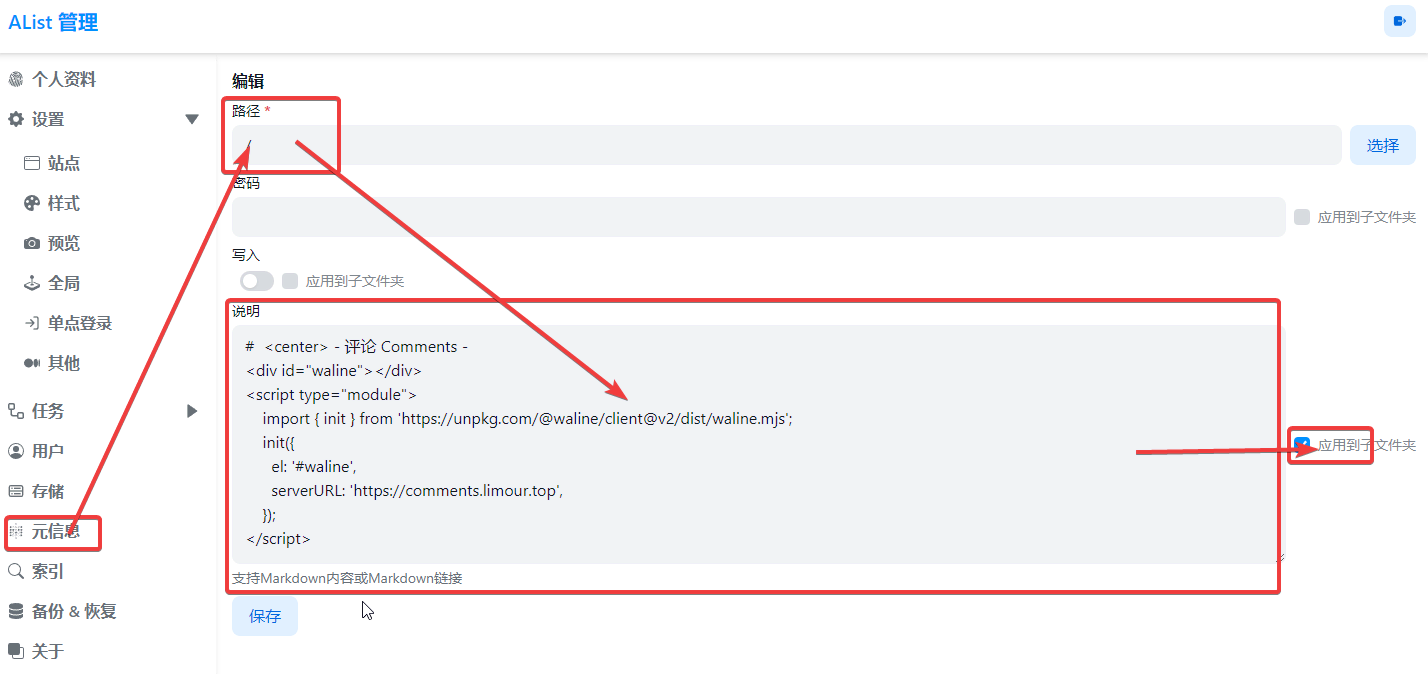 AList 管理
个人资料
设置
站点
样式
预览
全局
单点登录
其他
任务
用户
存储
元信息
索引
备份 & 恢复
关于
编辑
路径 *
/
选择
密码
应用到子文件夹
写入
应用到子文件夹
说明
# <center> - 评论 Comments -
<div id="waline"></div>
<script type="module">
import { init } from 'https://unpkg.com/@waline/client@v2/dist/waline.mjs';
init({
el: '#waline',
serverURL: 'https://comments.limour.top',
});
</script>
应用到子文件夹
支持Markdown内容或Markdown链接
保存